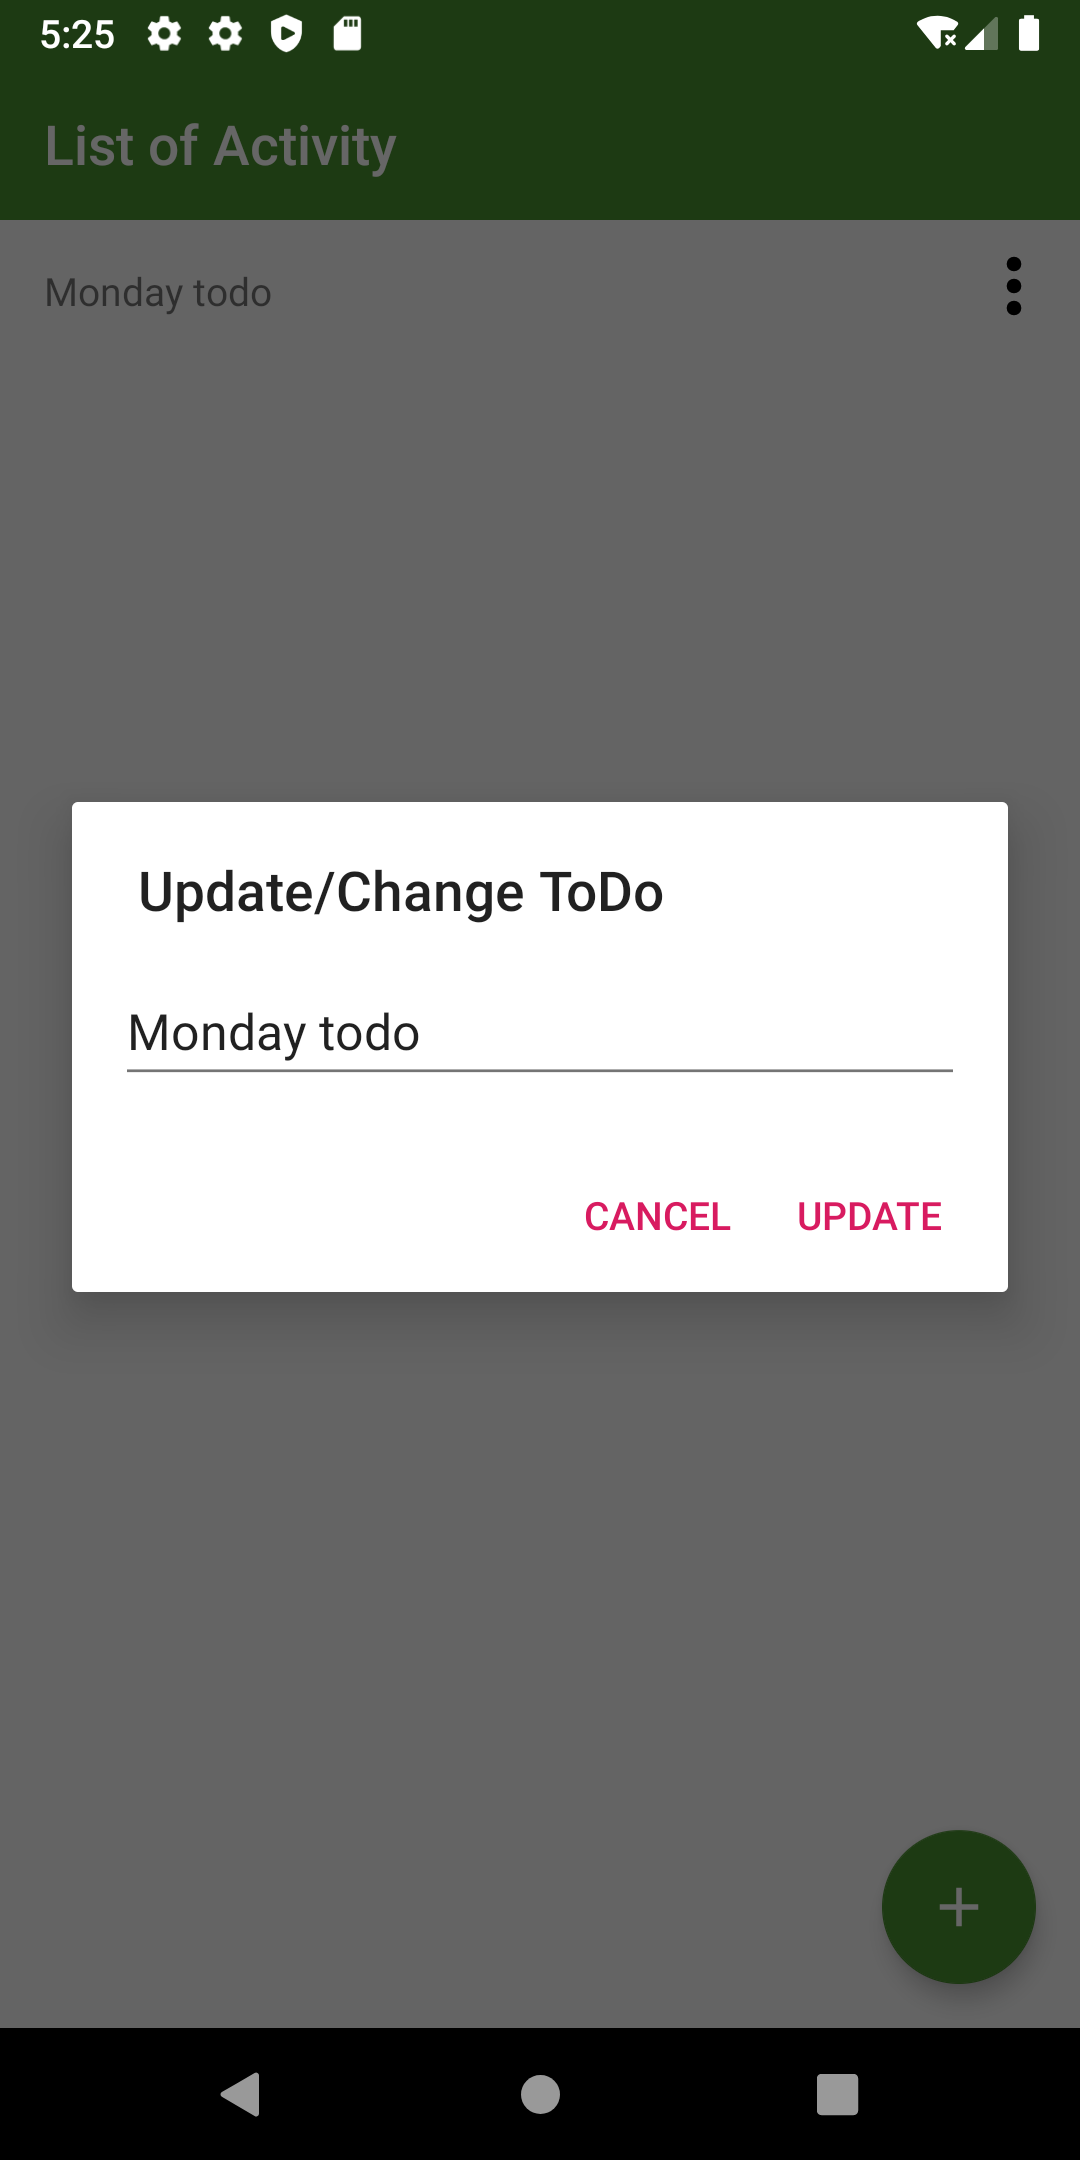 5:25
List of Activity
Monday todo
Update/Change ToDo
Monday todo
CANCEL UPDATE